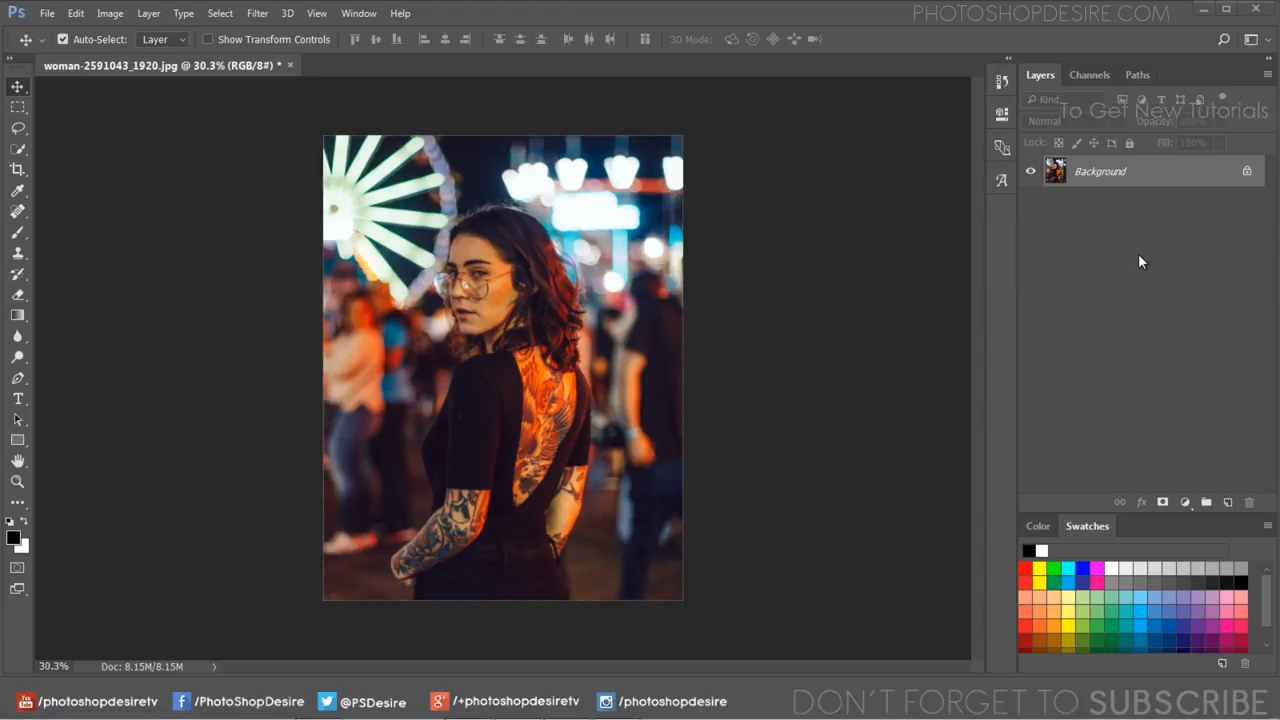 Ps File Edit Image Layer Type Select Filter 3D View Window Help
PHOTOSHOPDESIRE.COM
Auto-Select: Layer Show Transform Controls 3D Mode:
woman-2591043_1920.jpg @ 30.3% (RGB/8#) * ×
Layers Channels Paths
Kind
To Get New Tutorials
Normal Opacity:
Lock: Fill: 100%
Background
fx
Color Swatches
30.3% Doc: 8.15M/8.15M
You Tube /photoshopdesiretv /PhotoShopDesire @PSDesire g+ /+photoshopdesiretv /photoshopdesire
DON'T FORGET TO SUBSCRIBE